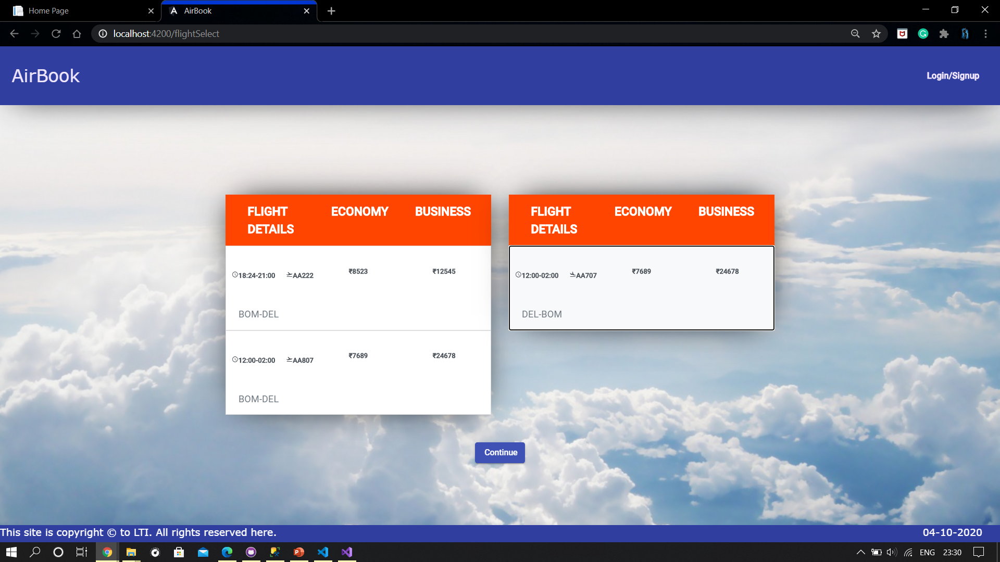 Home Page
AirBook
localhost:4200/flightSelect
AirBook
Login/Signup
FLIGHT DETAILS ECONOMY BUSINESS
18:24-21:00 AA222 ₹8523 ₹12545
BOM-DEL
12:00-02:00 AA807 ₹7689 ₹24678
BOM-DEL
FLIGHT DETAILS ECONOMY BUSINESS
12:00-02:00 AA707 ₹7689 ₹24678
DEL-BOM
Continue
This site is copyright © to LTI. All rights reserved here.
04-10-2020
ENG 23:30